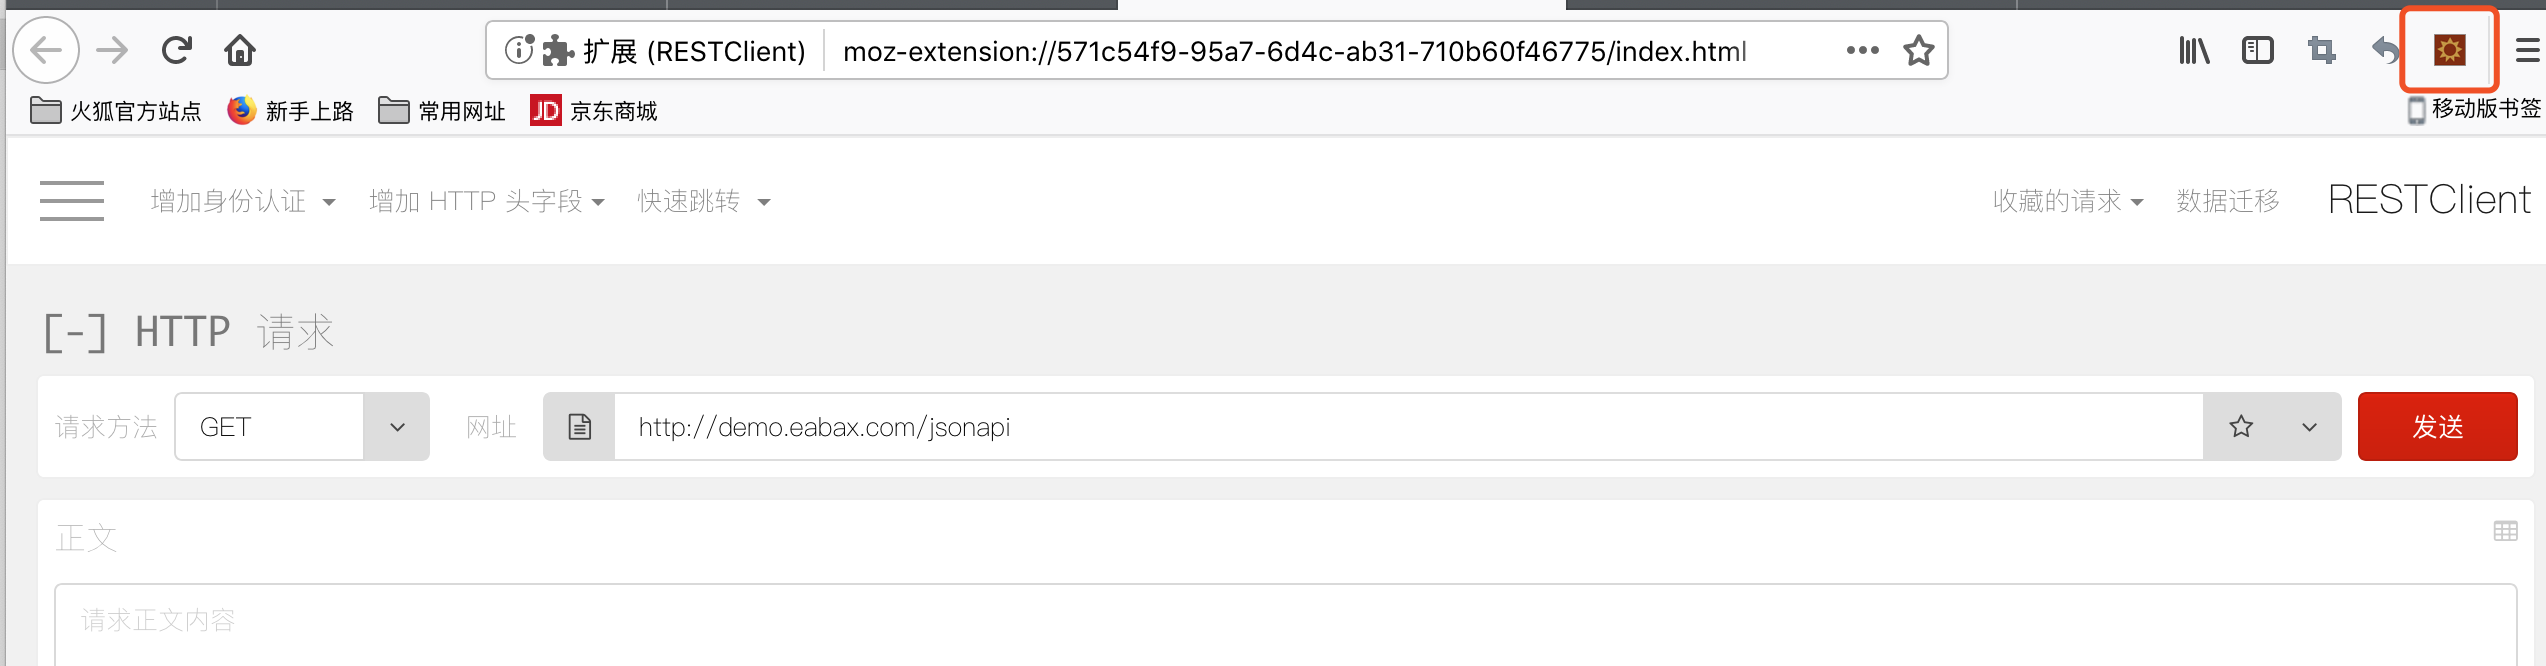 扩展 (RESTClient) moz-extension://571c54f9-95a7-6d4c-ab31-710b60f46775/index.html
火狐官方站点 新手上路 常用网址 JD 京东商城 移动版书签
增加身份认证 增加 HTTP 头字段 快速跳转 收藏的请求 数据迁移 RESTClient
[-] HTTP 请求
请求方法 GET 网址 http://demo.eabax.com/jsonapi 发送
正文
请求正文内容